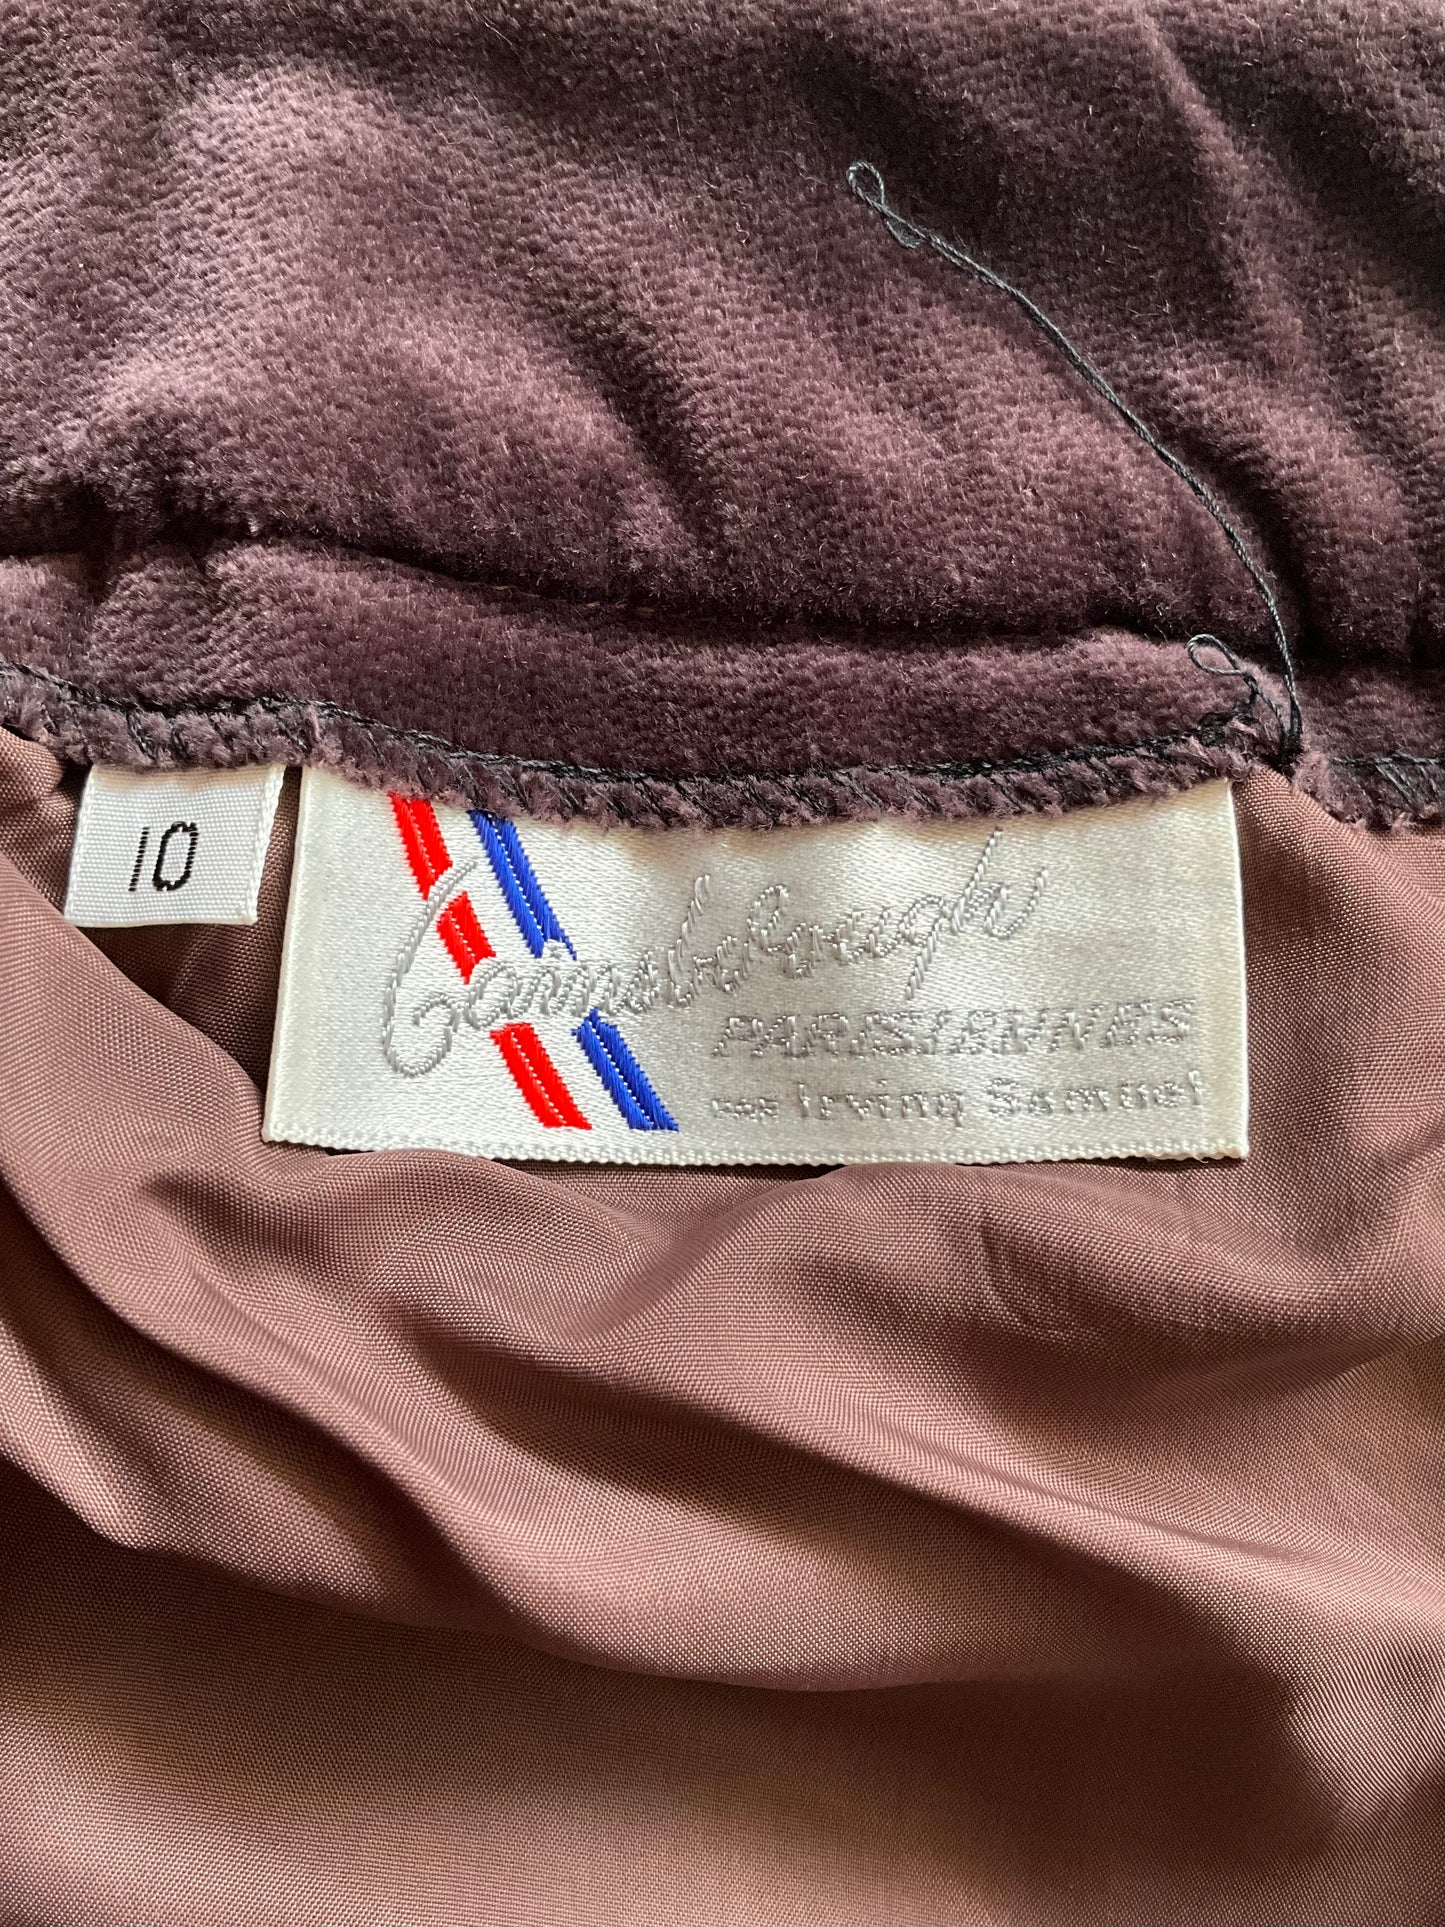 10
Gainsborough
PARISIENNES
Irving Samuel